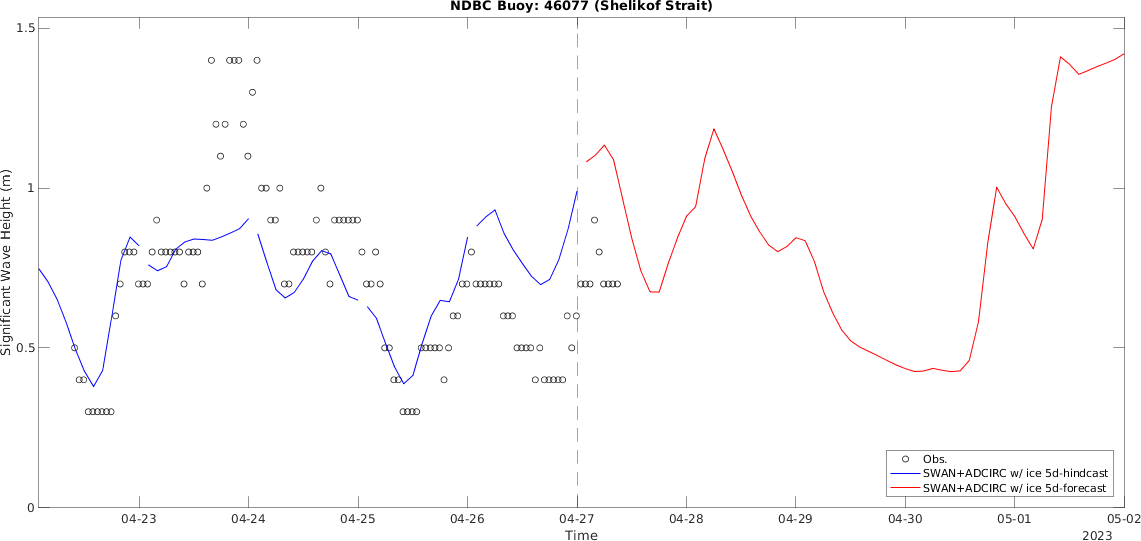 NDBC Buoy: 46077 (Shelikof Strait)
1.5
1
0.5
0
Significant Wave Height (m)
04-23
04-24
04-25
04-26
04-27
04-28
04-29
04-30
05-01
05-02
Time
2023
Obs.
SWAN+ADCIRC w/ ice 5d-hindcast
SWAN+ADCIRC w/ ice 5d-forecast